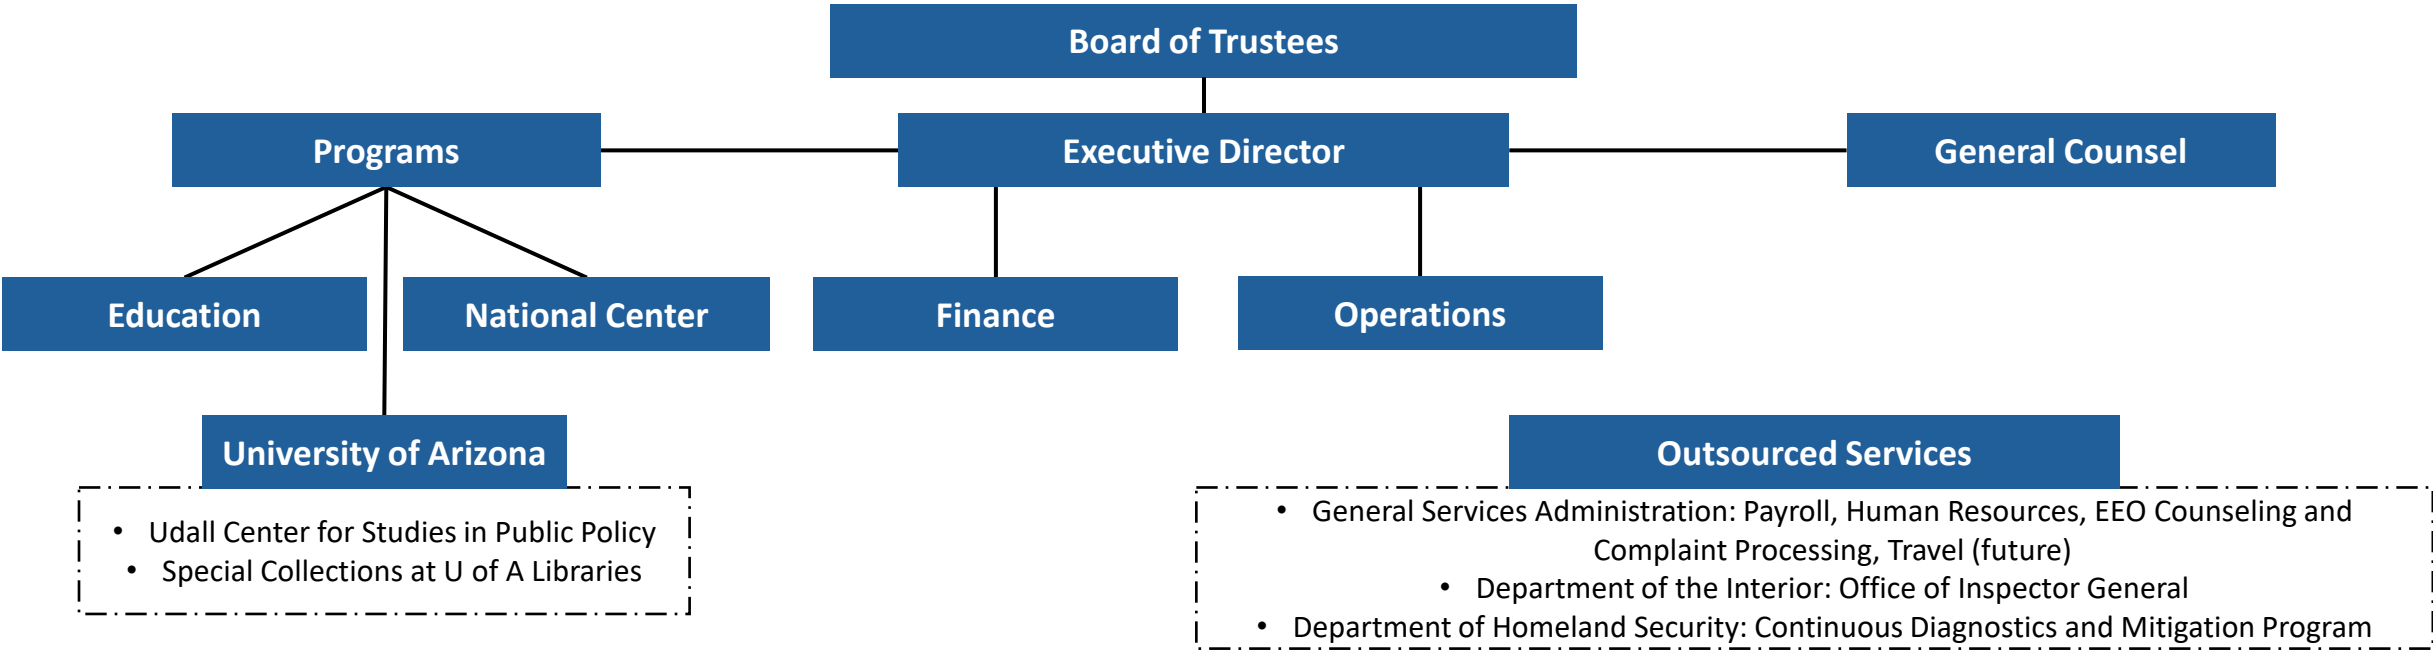 Board of Trustees
Programs
Executive Director
General Counsel
Education
National Center
Finance
Operations
University of Arizona
• Udall Center for Studies in Public Policy
• Special Collections at U of A Libraries
Outsourced Services
• General Services Administration: Payroll, Human Resources, EEO Counseling and
Complaint Processing, Travel (future)
• Department of the Interior: Office of Inspector General
• Department of Homeland Security: Continuous Diagnostics and Mitigation Program